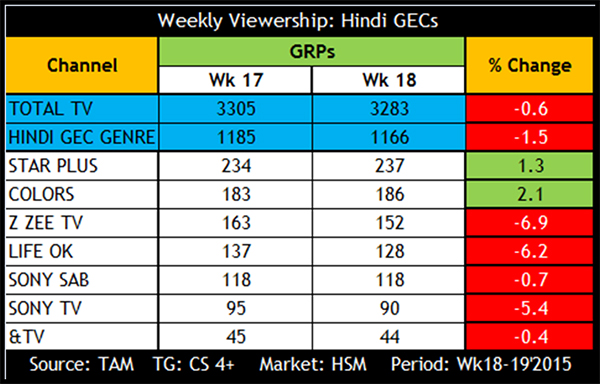 Weekly Viewership: Hindi GECs
Channel GRPs % Change
Wk 17 Wk 18
TOTAL TV 3305 3283 -0.6
HINDI GEC GENRE 1185 1166 -1.5
STAR PLUS 234 237 1.3
COLORS 183 186 2.1
Z ZEE TV 163 152 -6.9
LIFE OK 137 128 -6.2
SONY SAB 118 118 -0.7
SONY TV 95 90 -5.4
&TV 45 44 -0.4
Source: TAM TG: CS 4+ Market: HSM Period: Wk18-19'2015